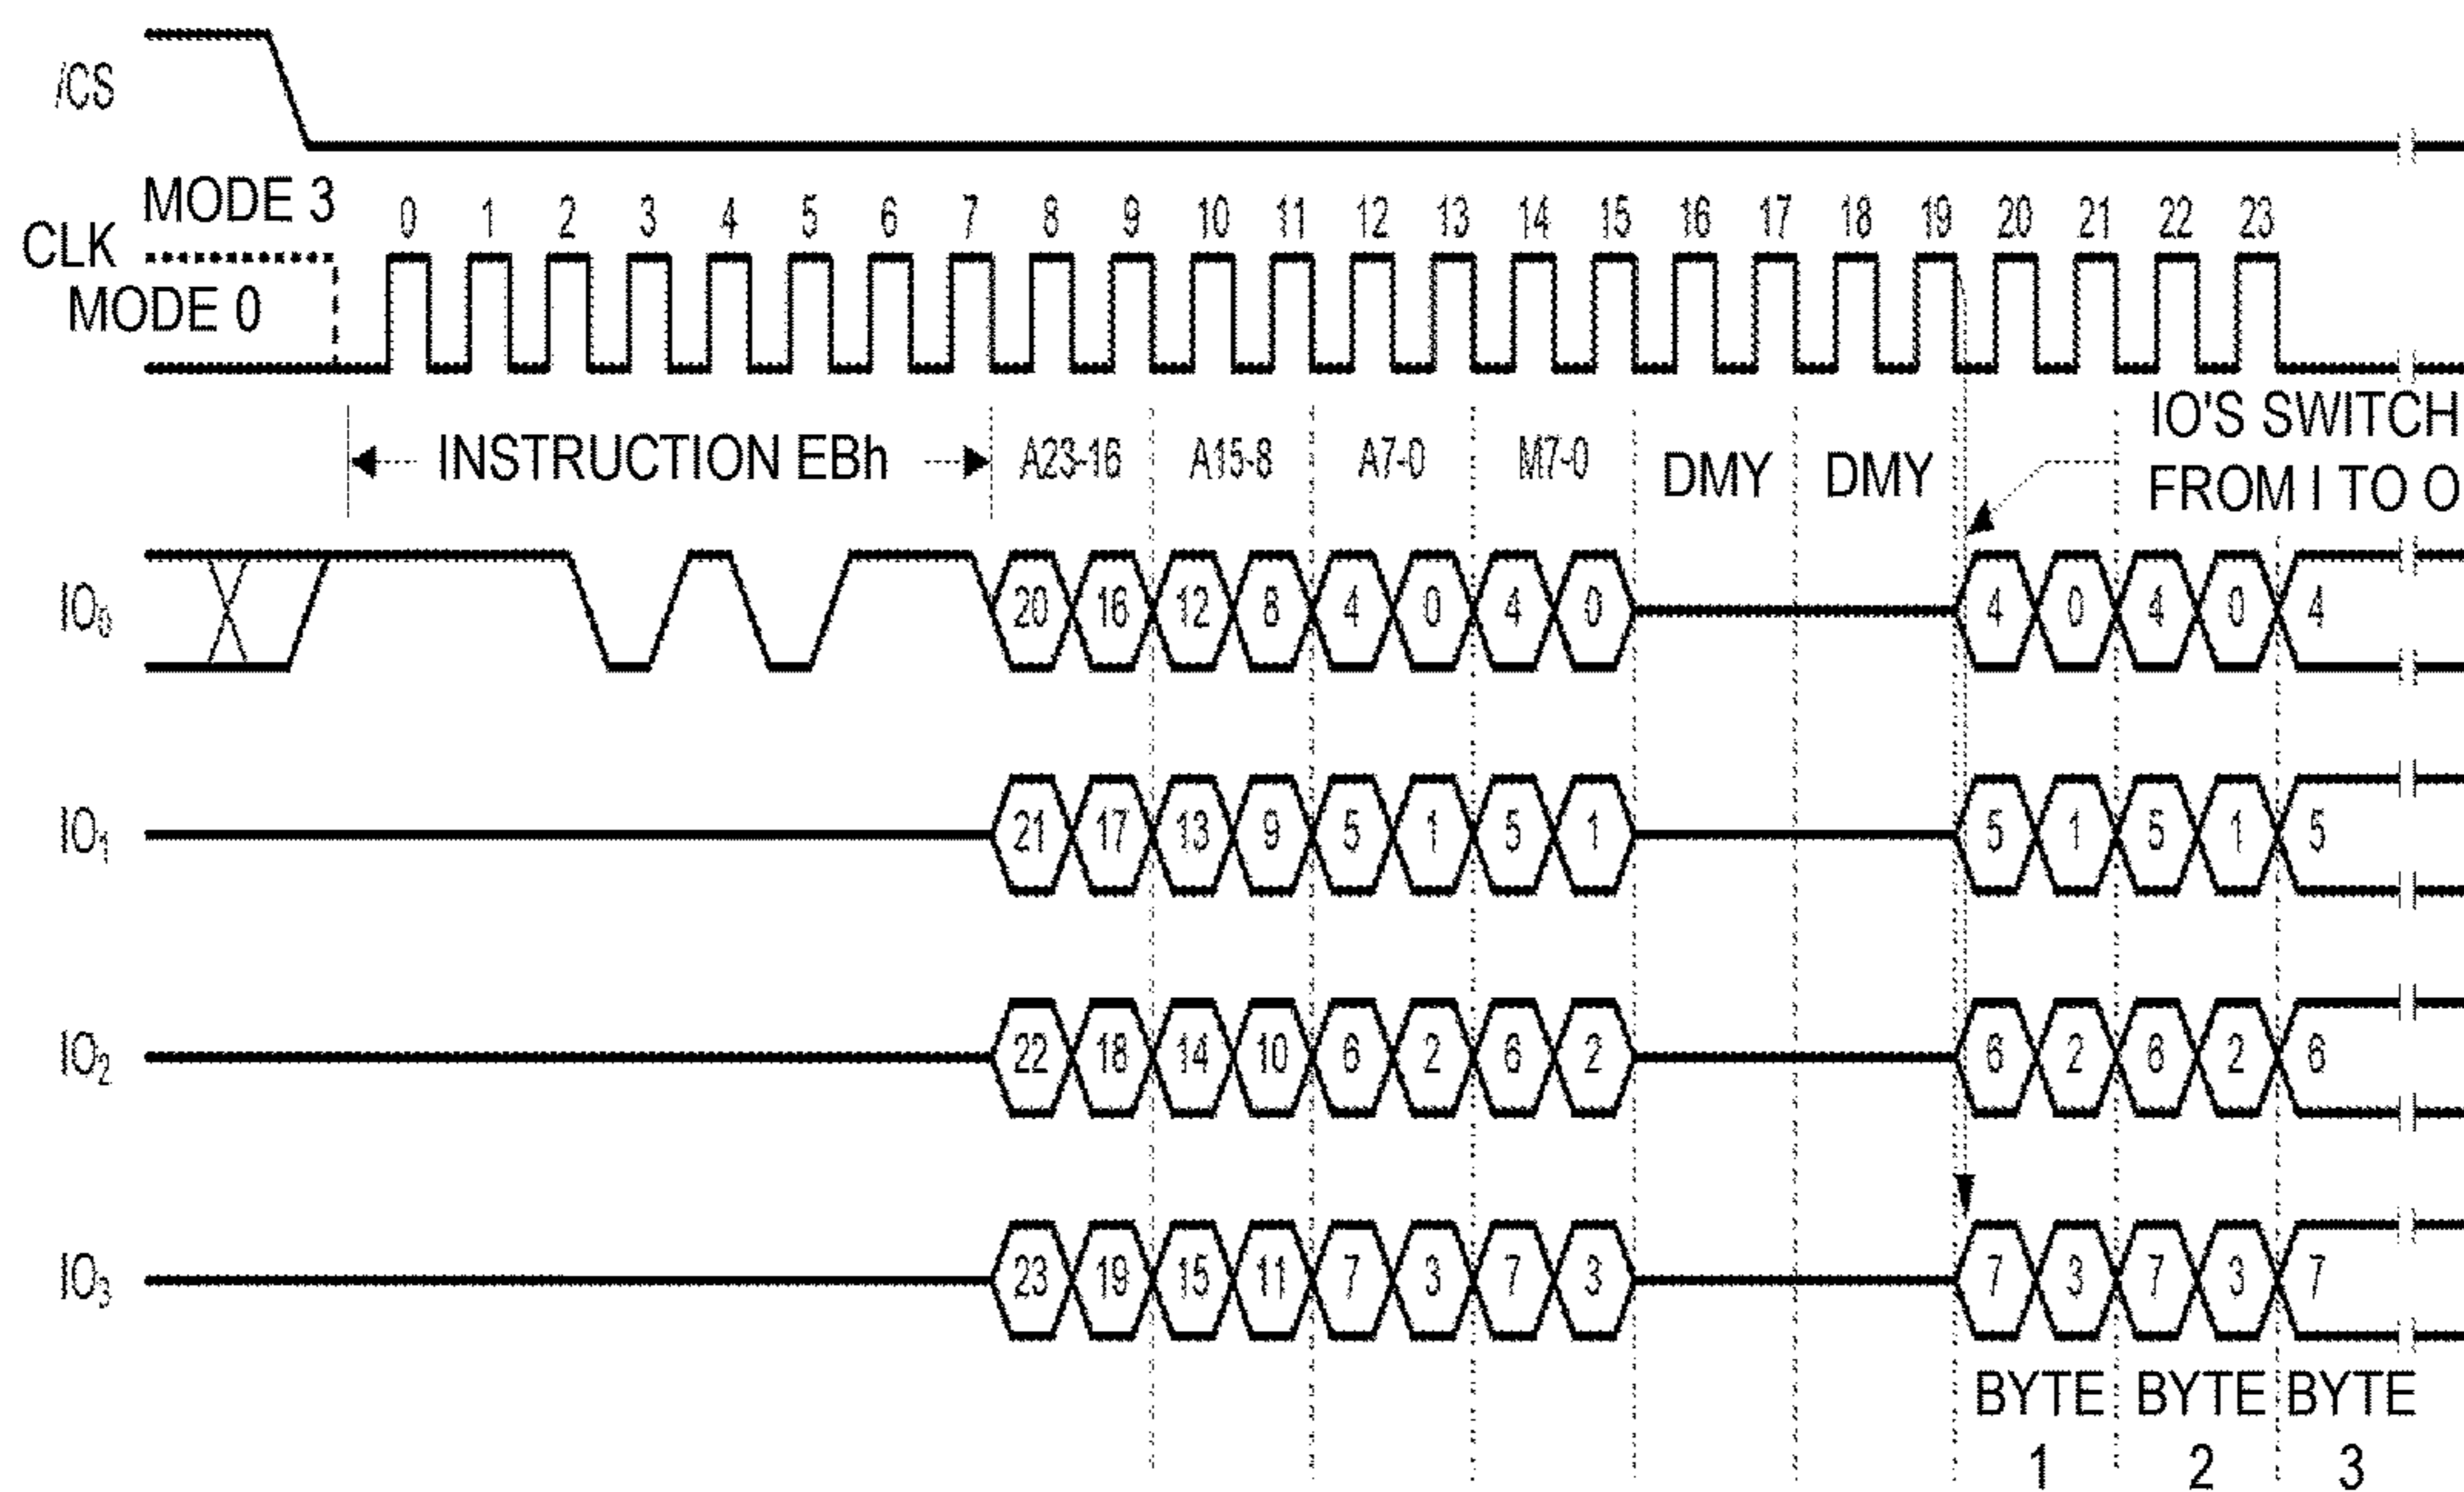 /CS
MODE 3
0 1 2 3 4 5 6 7 8 9 10 11 12 13 14 15 16 17 18 19 20 21 22 23
CLK
MODE 0
INSTRUCTION EBh A23-16 A15-8 A7-0 M7-0 DMY DMY
IO'S SWITCH
FROM I TO O
IO0 20 16 12 8 4 0 4 0 4 0 4 0 4
IO1 21 17 13 9 5 1 5 1 5 1 5 1 5
IO2 22 18 14 10 6 2 6 2 6 2 6 2 6
IO3 23 19 15 11 7 3 7 3 7 3 7 3 7
BYTE BYTE BYTE
1 2 3